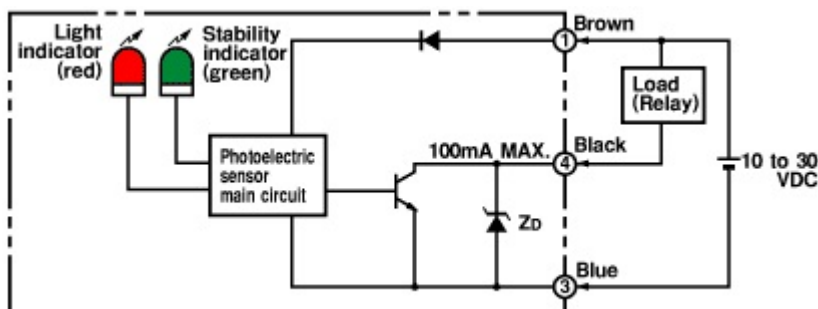 Light
indicator
(red)
Stability
indicator
(green)
Photoelectric
sensor
main circuit
100mA MAX.
ZD
1
Brown
4
Black
3
Blue
Load
(Relay)
10 to 30
VDC